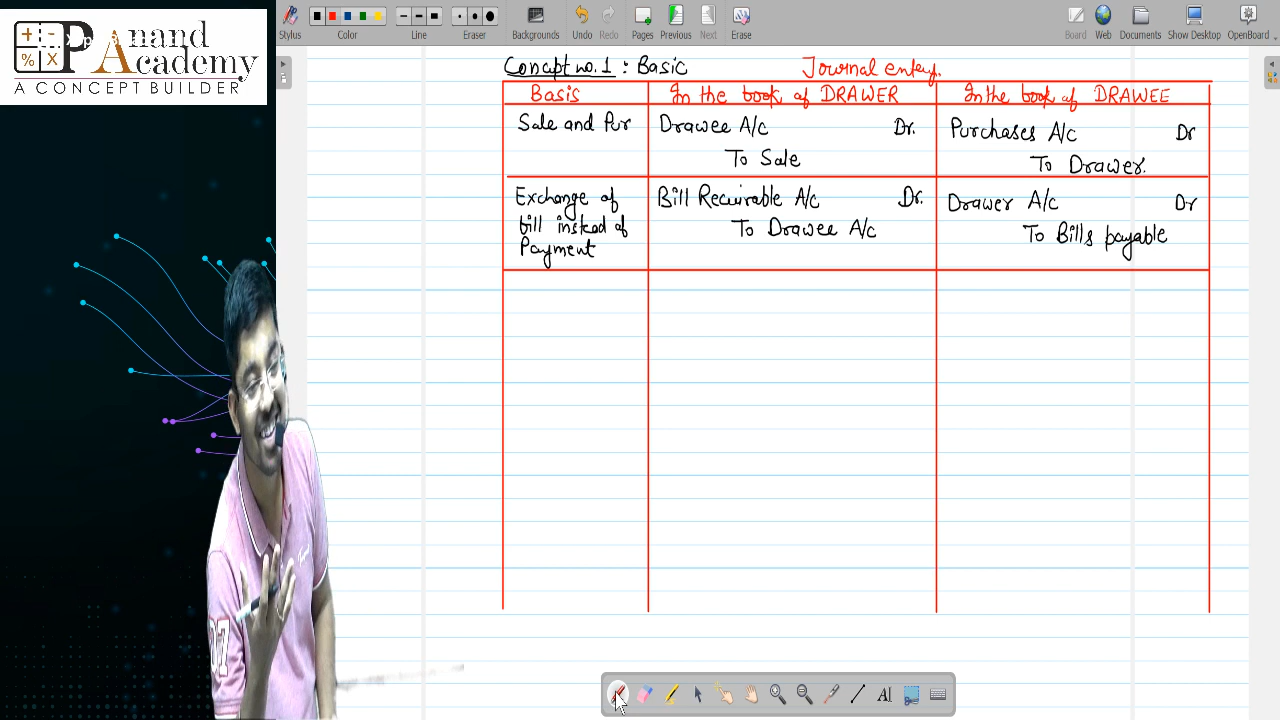 P Anand
Academy
A CONCEPT BUILDER
+ -
% X
Stylus
Color
Line
Eraser
Backgrounds
Undo
Redo
Pages
Previous
Next
Erase
Board
Web
Documents
Show Desktop
OpenBoard
Concept no. 1 : Basic
Journal entry.
Basis
In the book of DRAWER
In the book of DRAWEE
Sale and Pur
Drawee A/c Dr.
To Sale
Purchases A/c Dr
To Drawer.
Exchange of
bill instead of
Payment
Bill Receivable A/c Dr.
To Drawee A/c
Drawer A/c Dr
To Bills payable
07